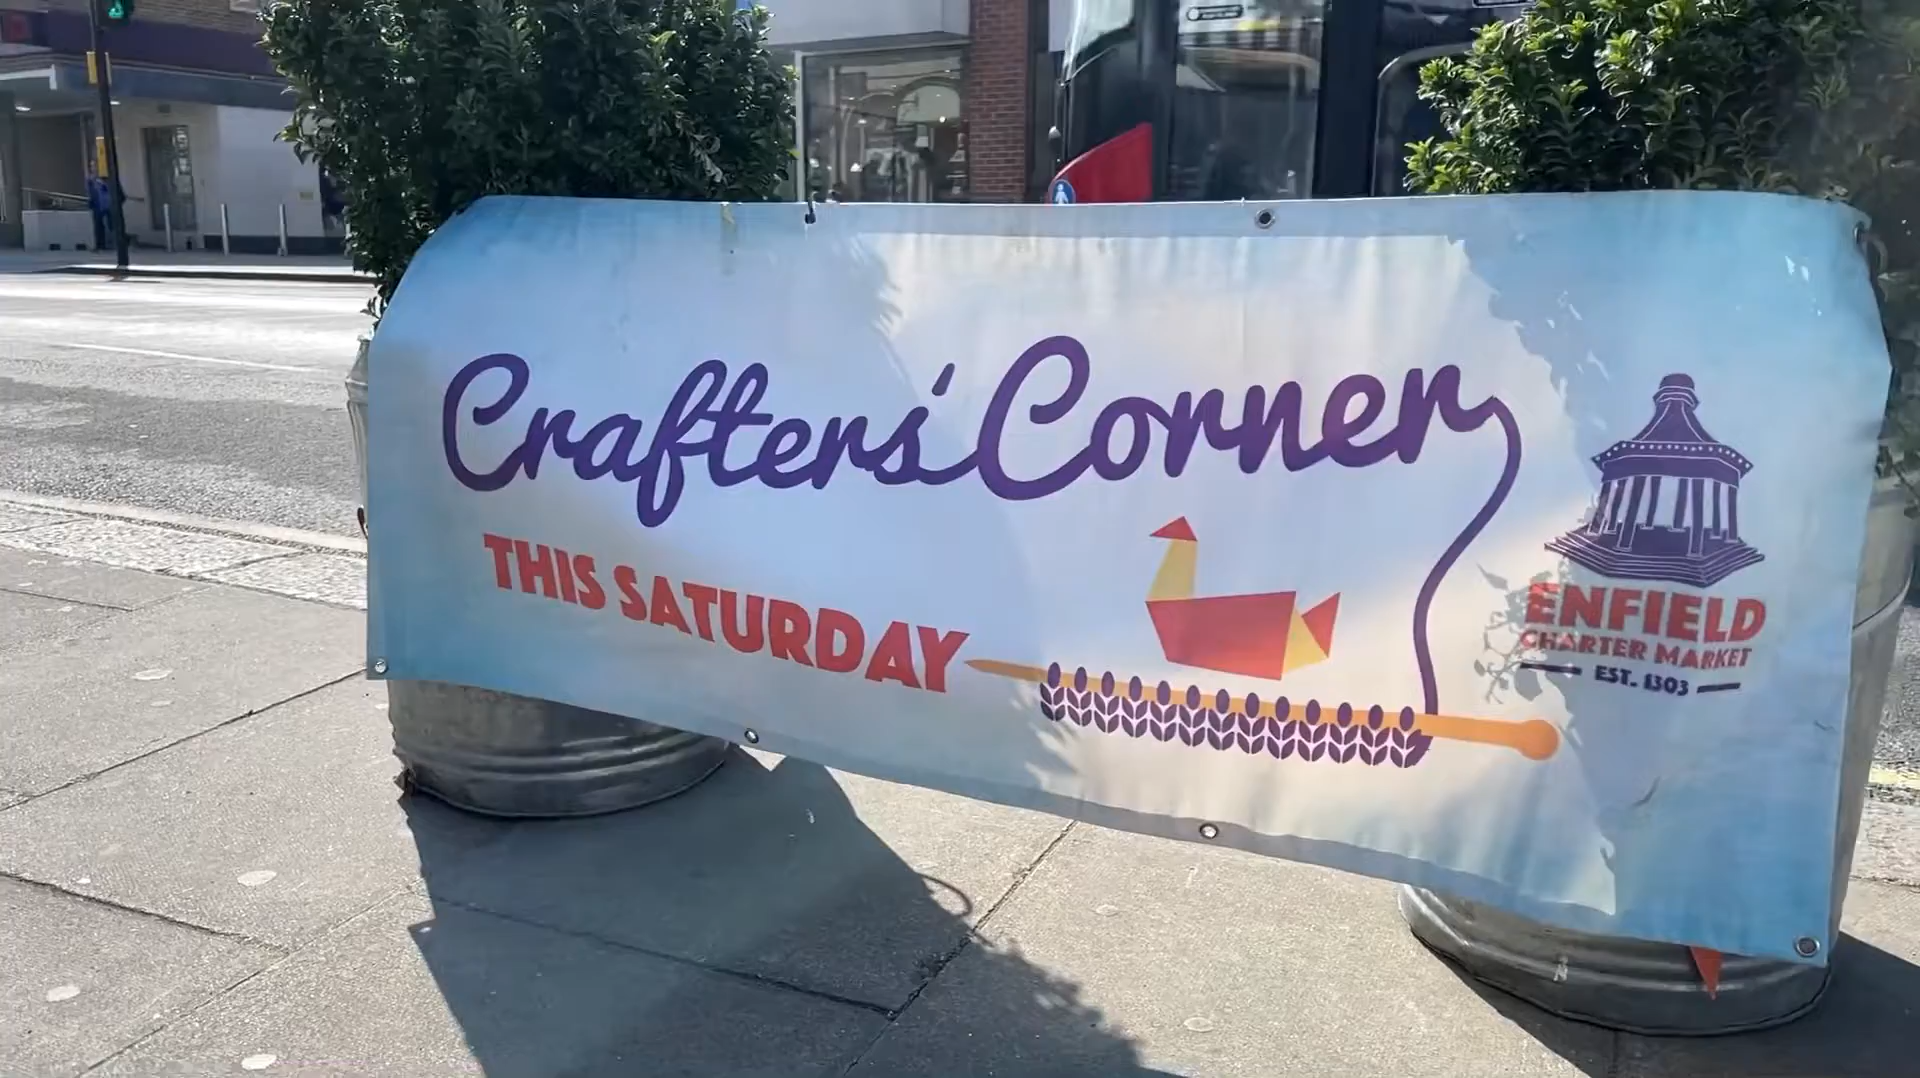 Crafters' Corner
THIS SATURDAY
ENFIELD
CHARTER MARKET
EST. 1303